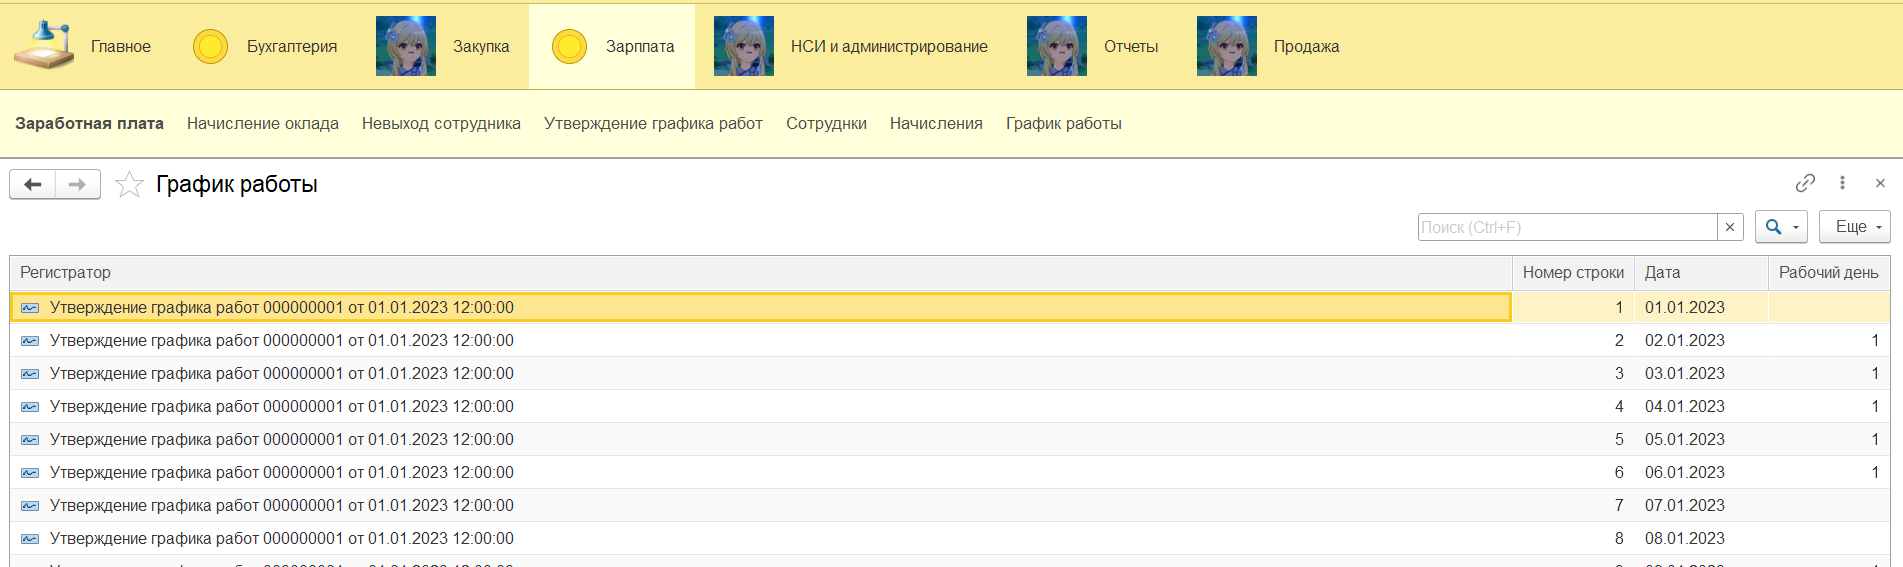 Главное Бухгалтерия Закупка Зарплата НСИ и администрирование Отчеты Продажа
Заработная плата Начисление оклада Невыход сотрудника Утверждение графика работ Сотруднки Начисления График работы
График работы
Поиск (Ctrl+F) Еще
Регистратор Номер строки Дата Рабочий день
Утверждение графика работ 000000001 от 01.01.2023 12:00:00 1 01.01.2023
Утверждение графика работ 000000001 от 01.01.2023 12:00:00 2 02.01.2023 1
Утверждение графика работ 000000001 от 01.01.2023 12:00:00 3 03.01.2023 1
Утверждение графика работ 000000001 от 01.01.2023 12:00:00 4 04.01.2023 1
Утверждение графика работ 000000001 от 01.01.2023 12:00:00 5 05.01.2023 1
Утверждение графика работ 000000001 от 01.01.2023 12:00:00 6 06.01.2023 1
Утверждение графика работ 000000001 от 01.01.2023 12:00:00 7 07.01.2023
Утверждение графика работ 000000001 от 01.01.2023 12:00:00 8 08.01.2023